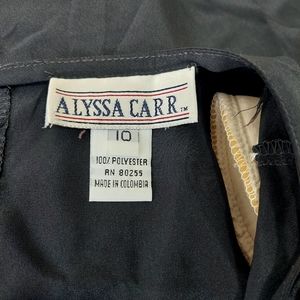 ALYSSA CARR™
10
100% POLYESTER
RN 80255
MADE IN COLOMBIA